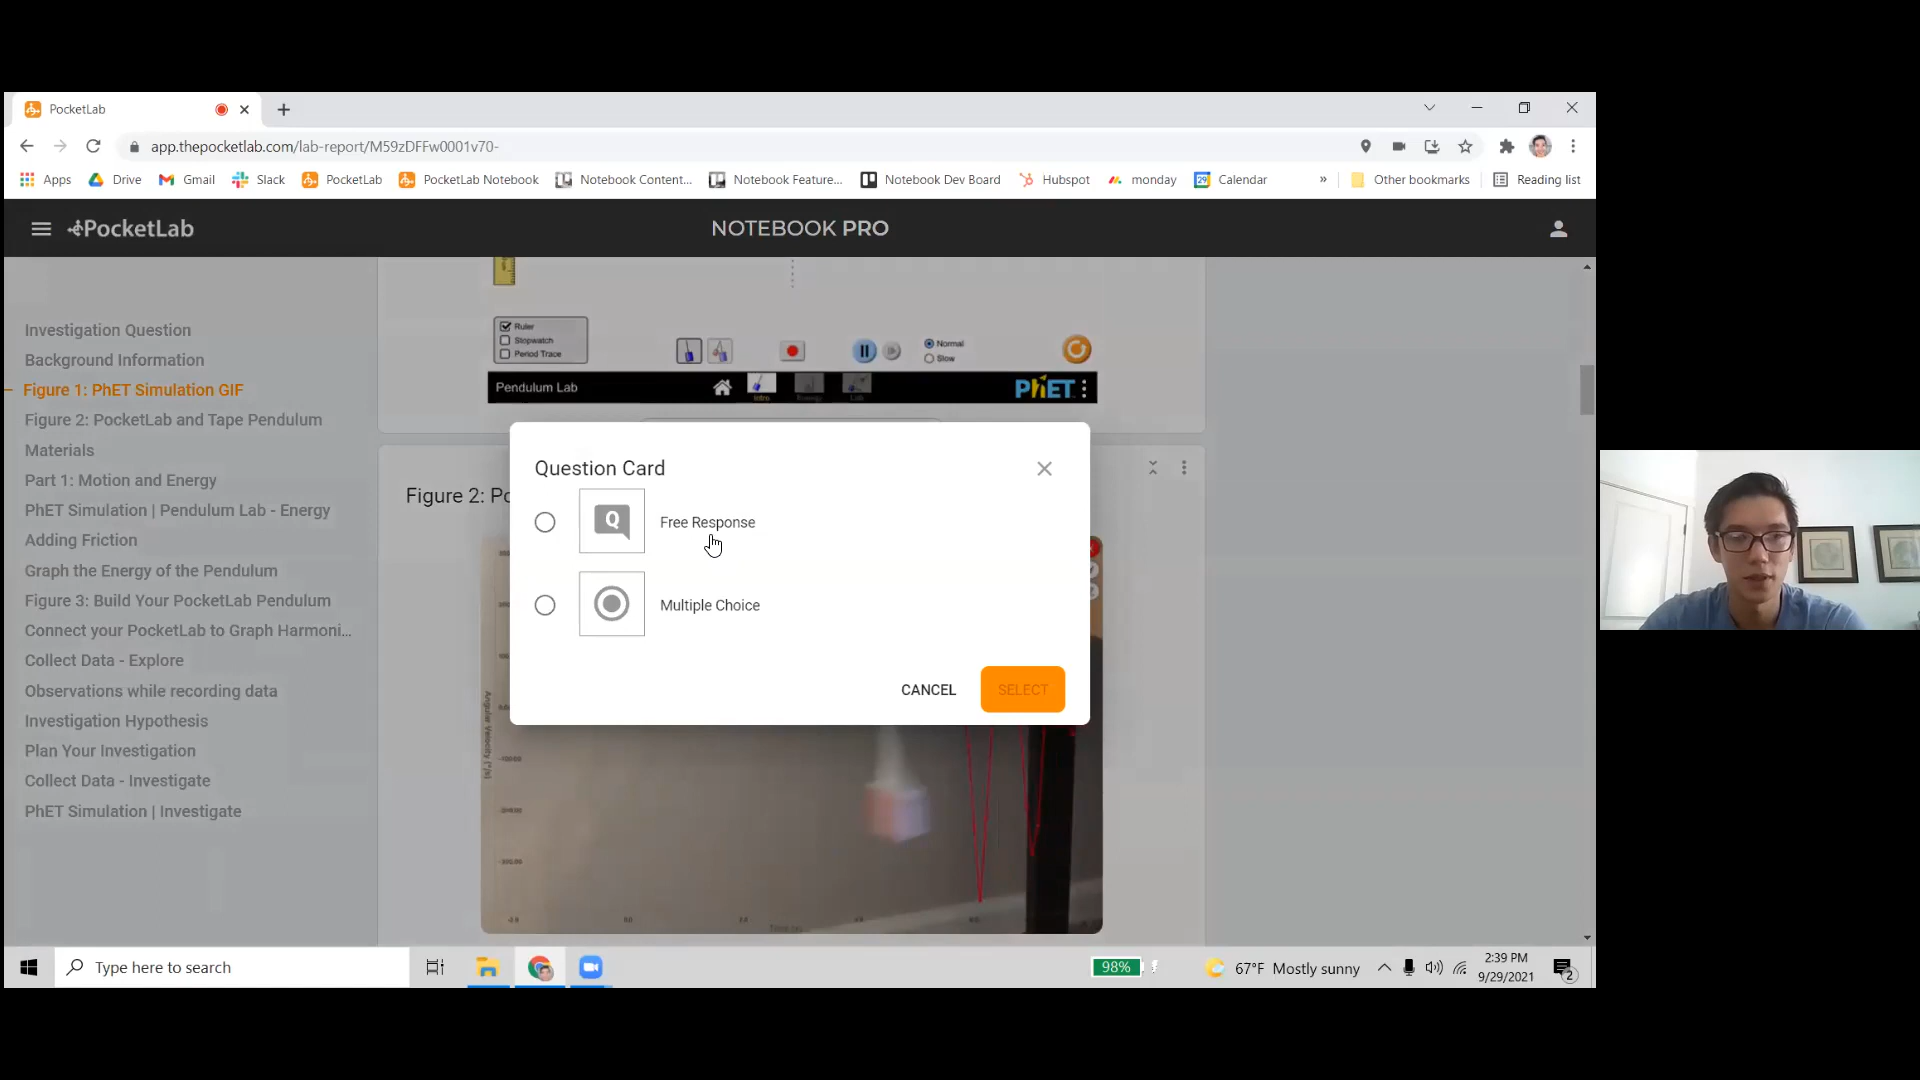 PocketLab
app.thepocketlab.com/lab-report/M59zDFFw0001v70-
Apps Drive Gmail Slack PocketLab PocketLab Notebook Notebook Content... Notebook Feature... Notebook Dev Board Hubspot monday Calendar » Other bookmarks Reading list
PocketLab NOTEBOOK PRO
Investigation Question
Background Information
Figure 1: PhET Simulation GIF
Figure 2: PocketLab and Tape Pendulum
Materials
Part 1: Motion and Energy
PhET Simulation | Pendulum Lab - Energy
Adding Friction
Graph the Energy of the Pendulum
Figure 3: Build Your PocketLab Pendulum
Connect your PocketLab to Graph Harmoni...
Collect Data - Explore
Observations while recording data
Investigation Hypothesis
Plan Your Investigation
Collect Data - Investigate
PhET Simulation | Investigate
Ruler
Stopwatch
Period Trace
Normal
Slow
Pendulum Lab Intro Energy Lab PhET
Figure 2: Po
Question Card
Q Free Response
Multiple Choice
CANCEL SELECT
Angular Velocity
Type here to search
98%
67°F Mostly sunny
2:39 PM
9/29/2021
2